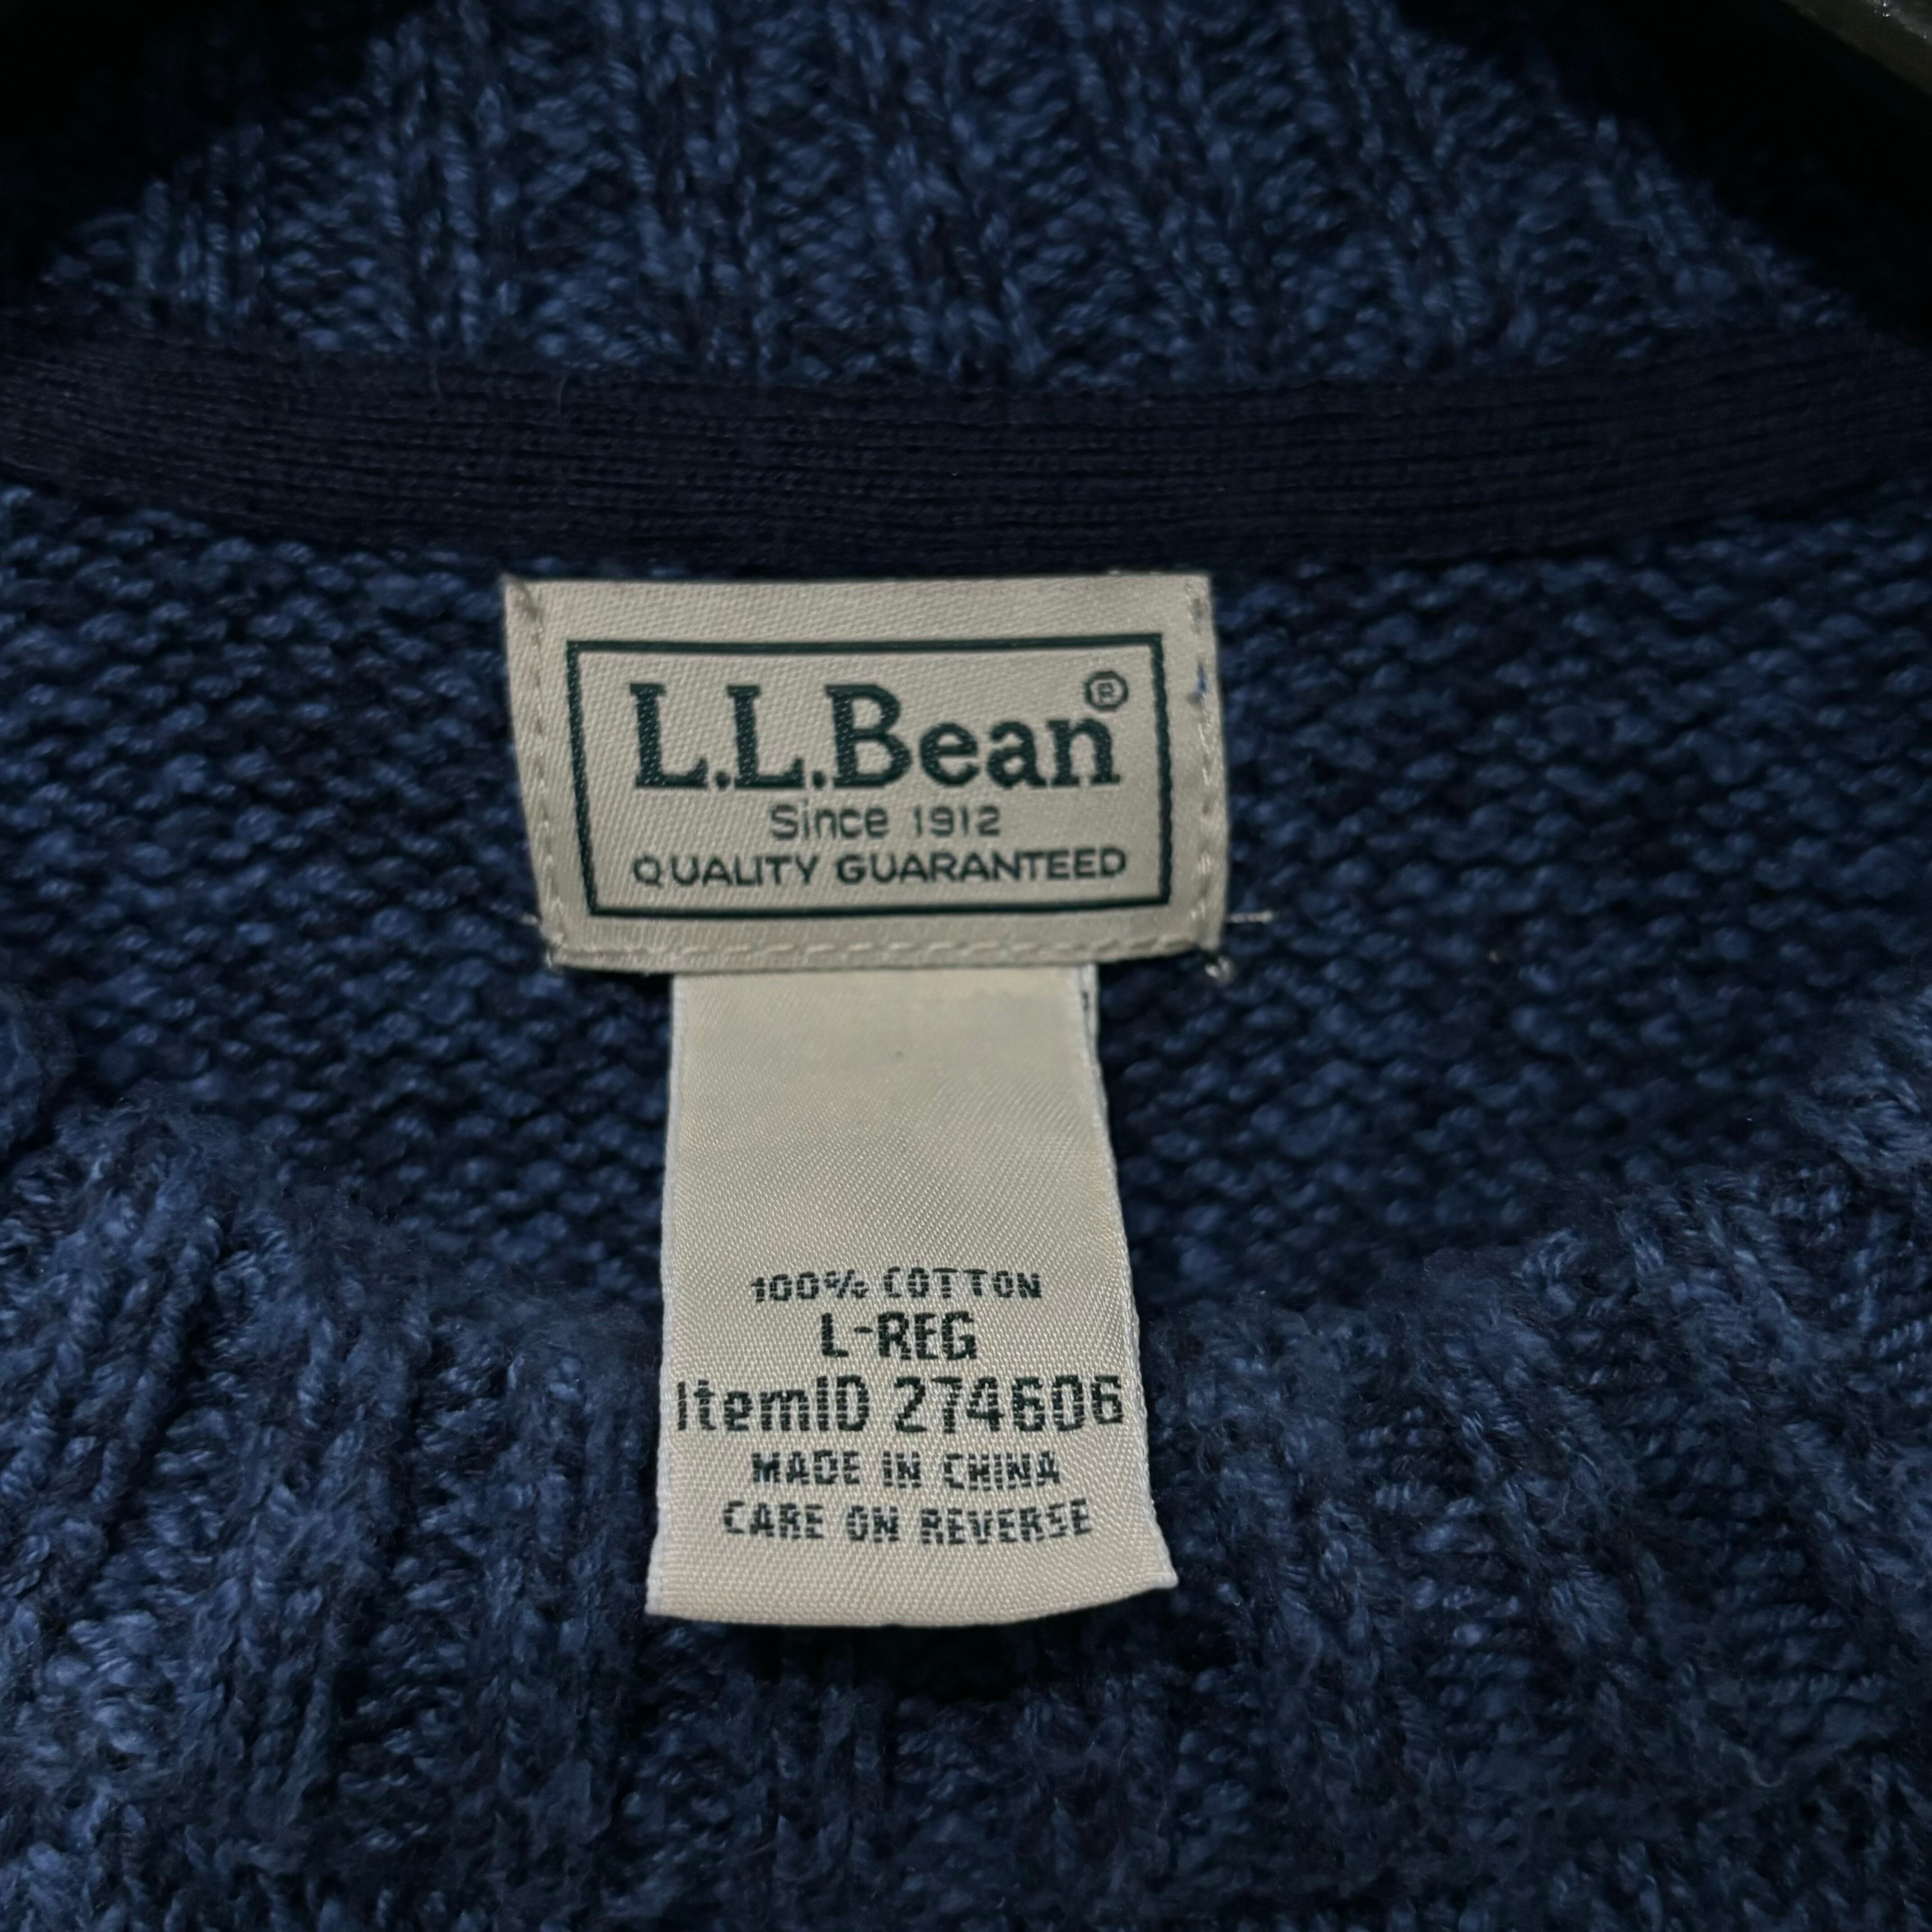 L.L.Bean®
Since 1912
QUALITY GUARANTEED
100% COTTON
L-REG
ItemID 274606
MADE IN CHINA
CARE ON REVERSE